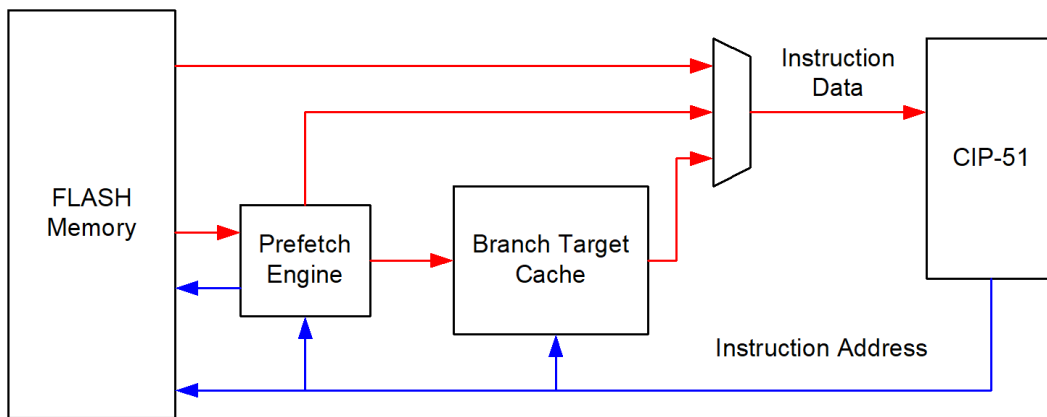 Instruction
Data
CIP-51
FLASH
Memory
Prefetch
Engine
Branch Target
Cache
Instruction Address